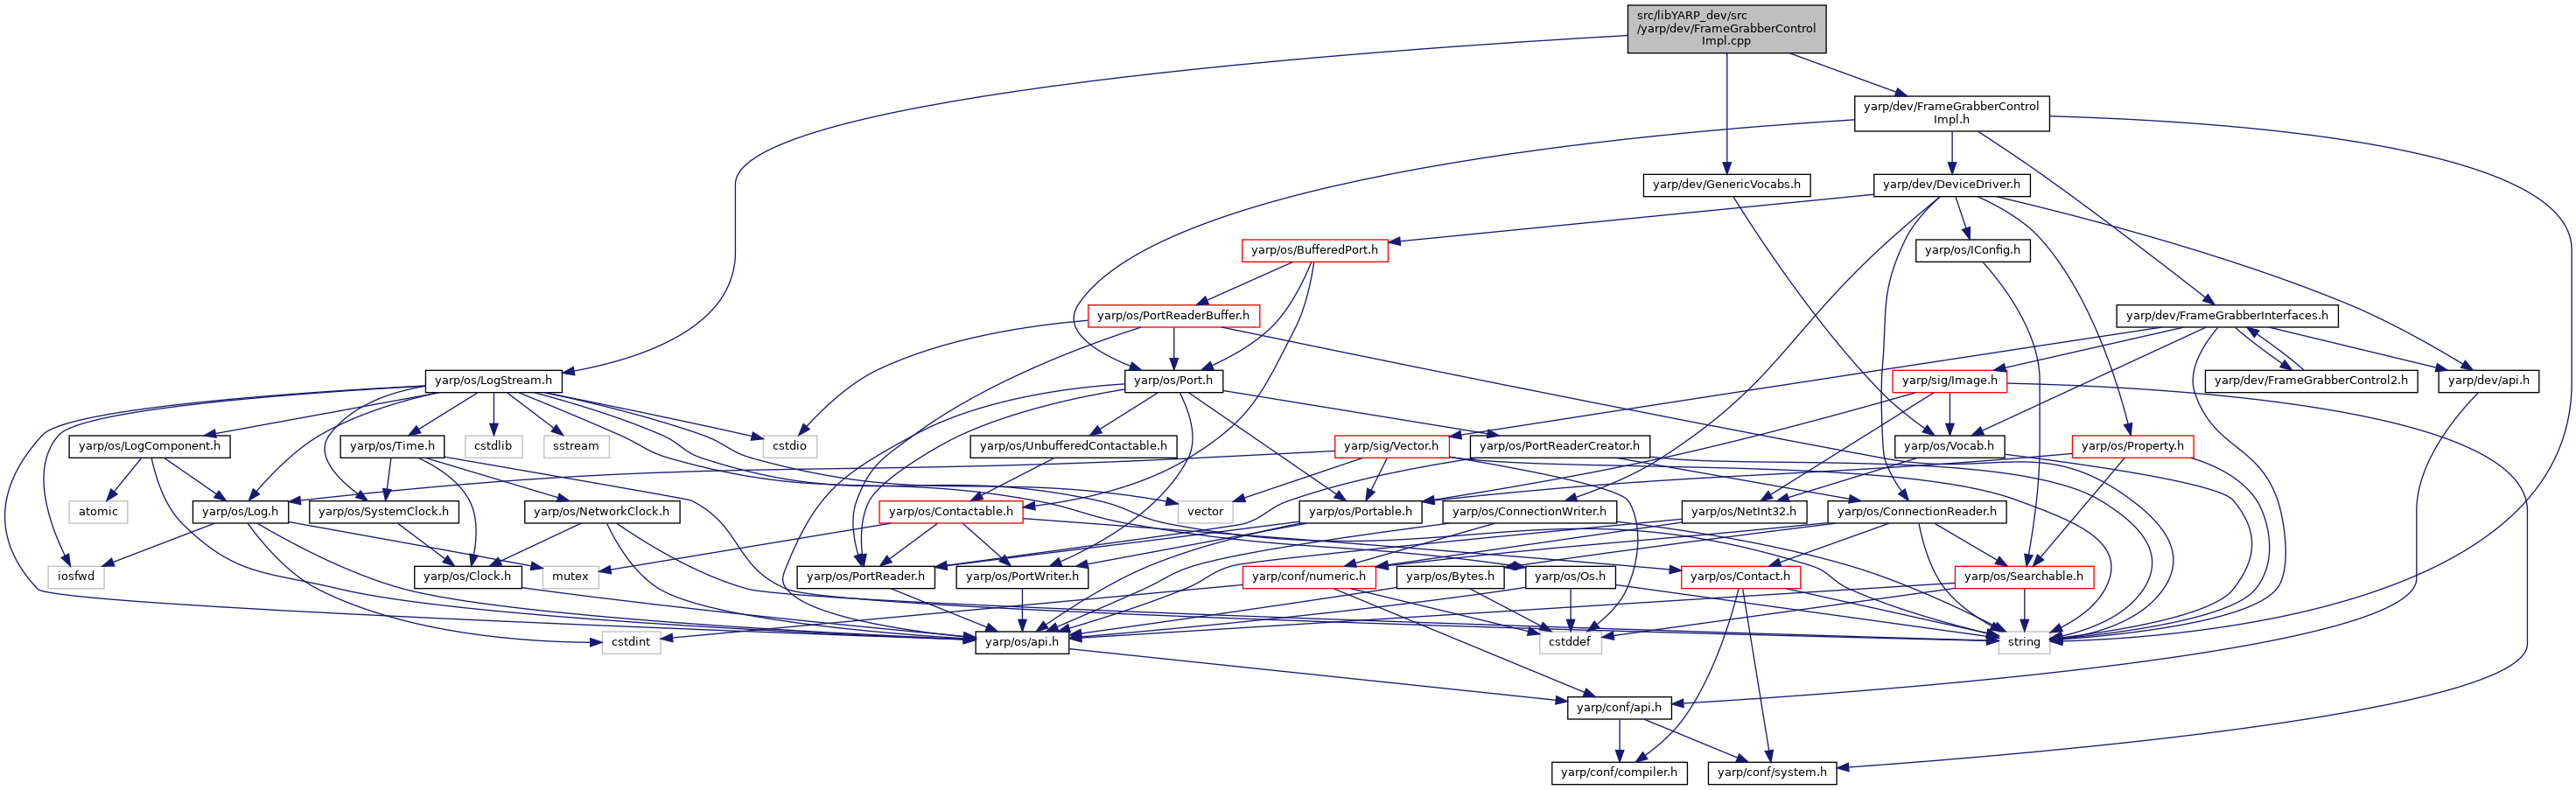 src/libYARP_dev/src
/yarp/dev/FrameGrabberControl
Impl.cpp
yarp/dev/FrameGrabberControl
Impl.h
yarp/dev/GenericVocabs.h
yarp/dev/DeviceDriver.h
yarp/os/BufferedPort.h
yarp/os/IConfig.h
yarp/os/PortReaderBuffer.h
yarp/dev/FrameGrabberInterfaces.h
yarp/os/LogStream.h
yarp/os/Port.h
yarp/sig/Image.h
yarp/dev/FrameGrabberControl2.h
yarp/dev/api.h
yarp/os/LogComponent.h
yarp/os/Time.h
cstdlib
sstream
cstdio
yarp/os/UnbufferedContactable.h
yarp/sig/Vector.h
yarp/os/PortReaderCreator.h
yarp/os/Vocab.h
yarp/os/Property.h
atomic
yarp/os/Log.h
yarp/os/SystemClock.h
yarp/os/NetworkClock.h
yarp/os/Contactable.h
vector
yarp/os/Portable.h
yarp/os/ConnectionWriter.h
yarp/os/NetInt32.h
yarp/os/ConnectionReader.h
iosfwd
yarp/os/Clock.h
mutex
yarp/os/PortReader.h
yarp/os/PortWriter.h
yarp/conf/numeric.h
yarp/os/Bytes.h
yarp/os/Os.h
yarp/os/Contact.h
yarp/os/Searchable.h
cstdint
yarp/os/api.h
cstddef
string
yarp/conf/api.h
yarp/conf/compiler.h
yarp/conf/system.h